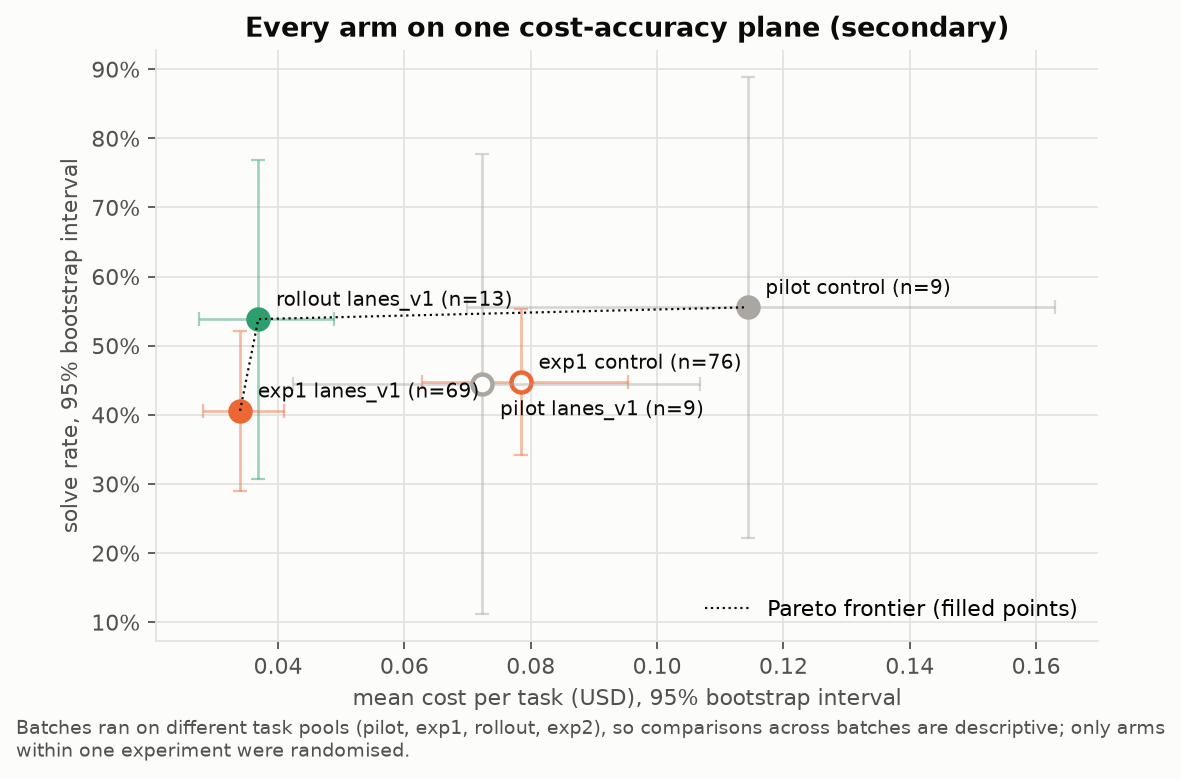 Every arm on one cost-accuracy plane (secondary)
solve rate, 95% bootstrap interval
90%
80%
70%
60%
50%
40%
30%
20%
10%
pilot control (n=9)
rollout lanes_v1 (n=13)
exp1 control (n=76)
exp1 lanes_v1 (n=69)
pilot lanes_v1 (n=9)
Pareto frontier (filled points)
0.04 0.06 0.08 0.10 0.12 0.14 0.16
mean cost per task (USD), 95% bootstrap interval
Batches ran on different task pools (pilot, exp1, rollout, exp2), so comparisons across batches are descriptive; only arms
within one experiment were randomised.